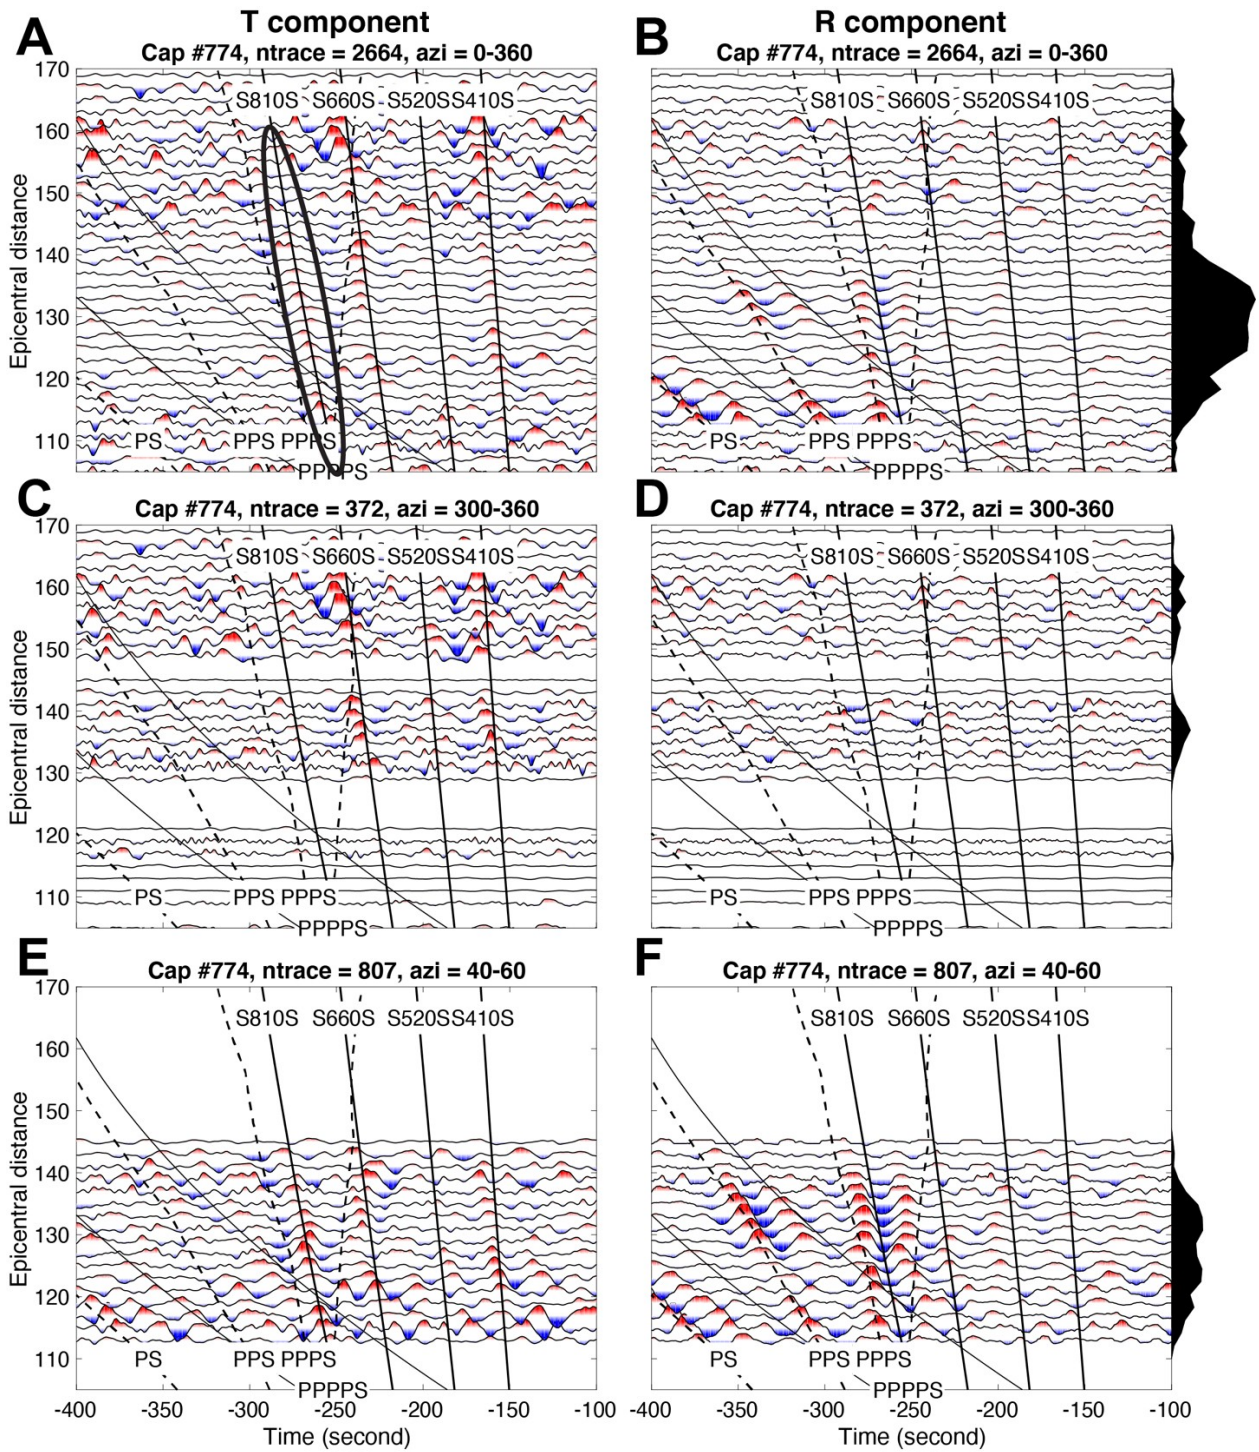 T component
R component
A
Cap #774, ntrace = 2664, azi = 0-360
B
Cap #774, ntrace = 2664, azi = 0-360
170
160
150
140
130
120
110
Epicentral distance
S810S S660S S520S S410S
PS PPS PPPS
PPPPS
S810S S660S S520S S410S
PS PPS PPPS
PPPPS
C
Cap #774, ntrace = 372, azi = 300-360
D
Cap #774, ntrace = 372, azi = 300-360
170
160
150
140
130
120
110
Epicentral distance
S810S S660S S520S S410S
PS PPS PPPS
PPPPS
S810S S660S S520S S410S
PS PPS PPPS
PPPPS
E
Cap #774, ntrace = 807, azi = 40-60
F
Cap #774, ntrace = 807, azi = 40-60
170
160
150
140
130
120
110
Epicentral distance
S810S S660S S520S S410S
PS PPS PPPS
PPPPS
S810S S660S S520S S410S
PS PPS PPPS
PPPPS
-400 -350 -300 -250 -200 -150 -100
Time (second)
-400 -350 -300 -250 -200 -150 -100
Time (second)